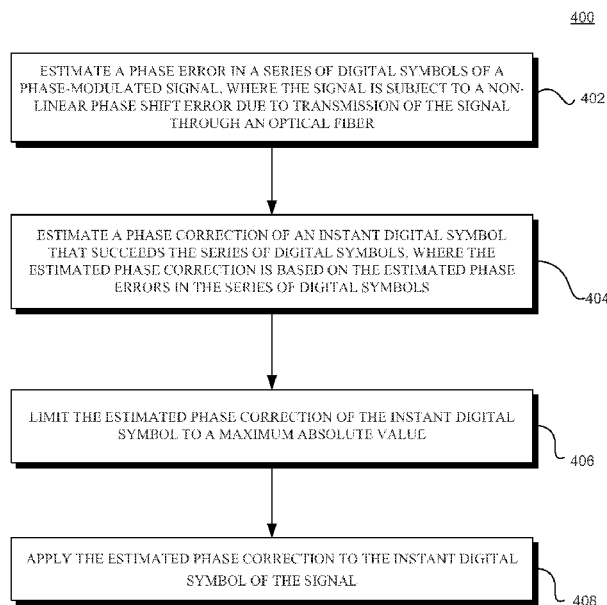 400
ESTIMATE A PHASE ERROR IN A SERIES OF DIGITAL SYMBOLS OF A
PHASE-MODULATED SIGNAL, WHERE THE SIGNAL IS SUBJECT TO A NON-
LINEAR PHASE SHIFT ERROR DUE TO TRANSMISSION OF THE SIGNAL
THROUGH AN OPTICAL FIBER
402
ESTIMATE A PHASE CORRECTION OF AN INSTANT DIGITAL SYMBOL
THAT SUCCEEDS THE SERIES OF DIGITAL SYMBOLS, WHERE THE
ESTIMATED PHASE CORRECTION IS BASED ON THE ESTIMATED PHASE
ERRORS IN THE SERIES OF DIGITAL SYMBOLS
404
LIMIT THE ESTIMATED PHASE CORRECTION OF THE INSTANT DIGITAL
SYMBOL TO A MAXIMUM ABSOLUTE VALUE
406
APPLY THE ESTIMATED PHASE CORRECTION TO THE INSTANT DIGITAL
SYMBOL OF THE SIGNAL
408